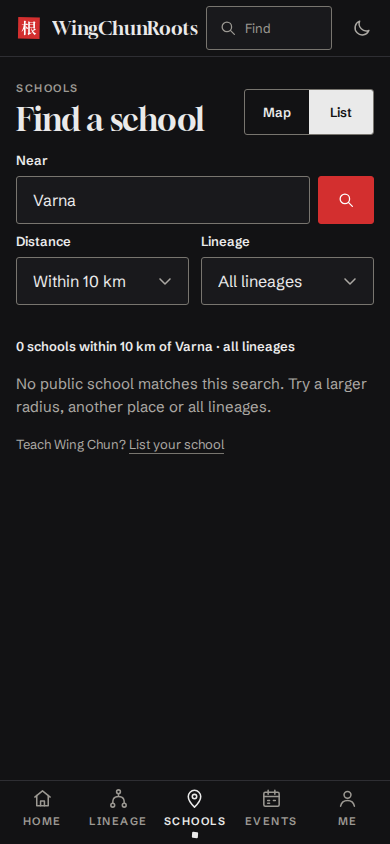 根 WingChunRoots Find
SCHOOLS
Find a school
Map List
Near
Varna
Distance Lineage
Within 10 km All lineages
0 schools within 10 km of Varna · all lineages
No public school matches this search. Try a larger
radius, another place or all lineages.
Teach Wing Chun? List your school
HOME LINEAGE SCHOOLS EVENTS ME